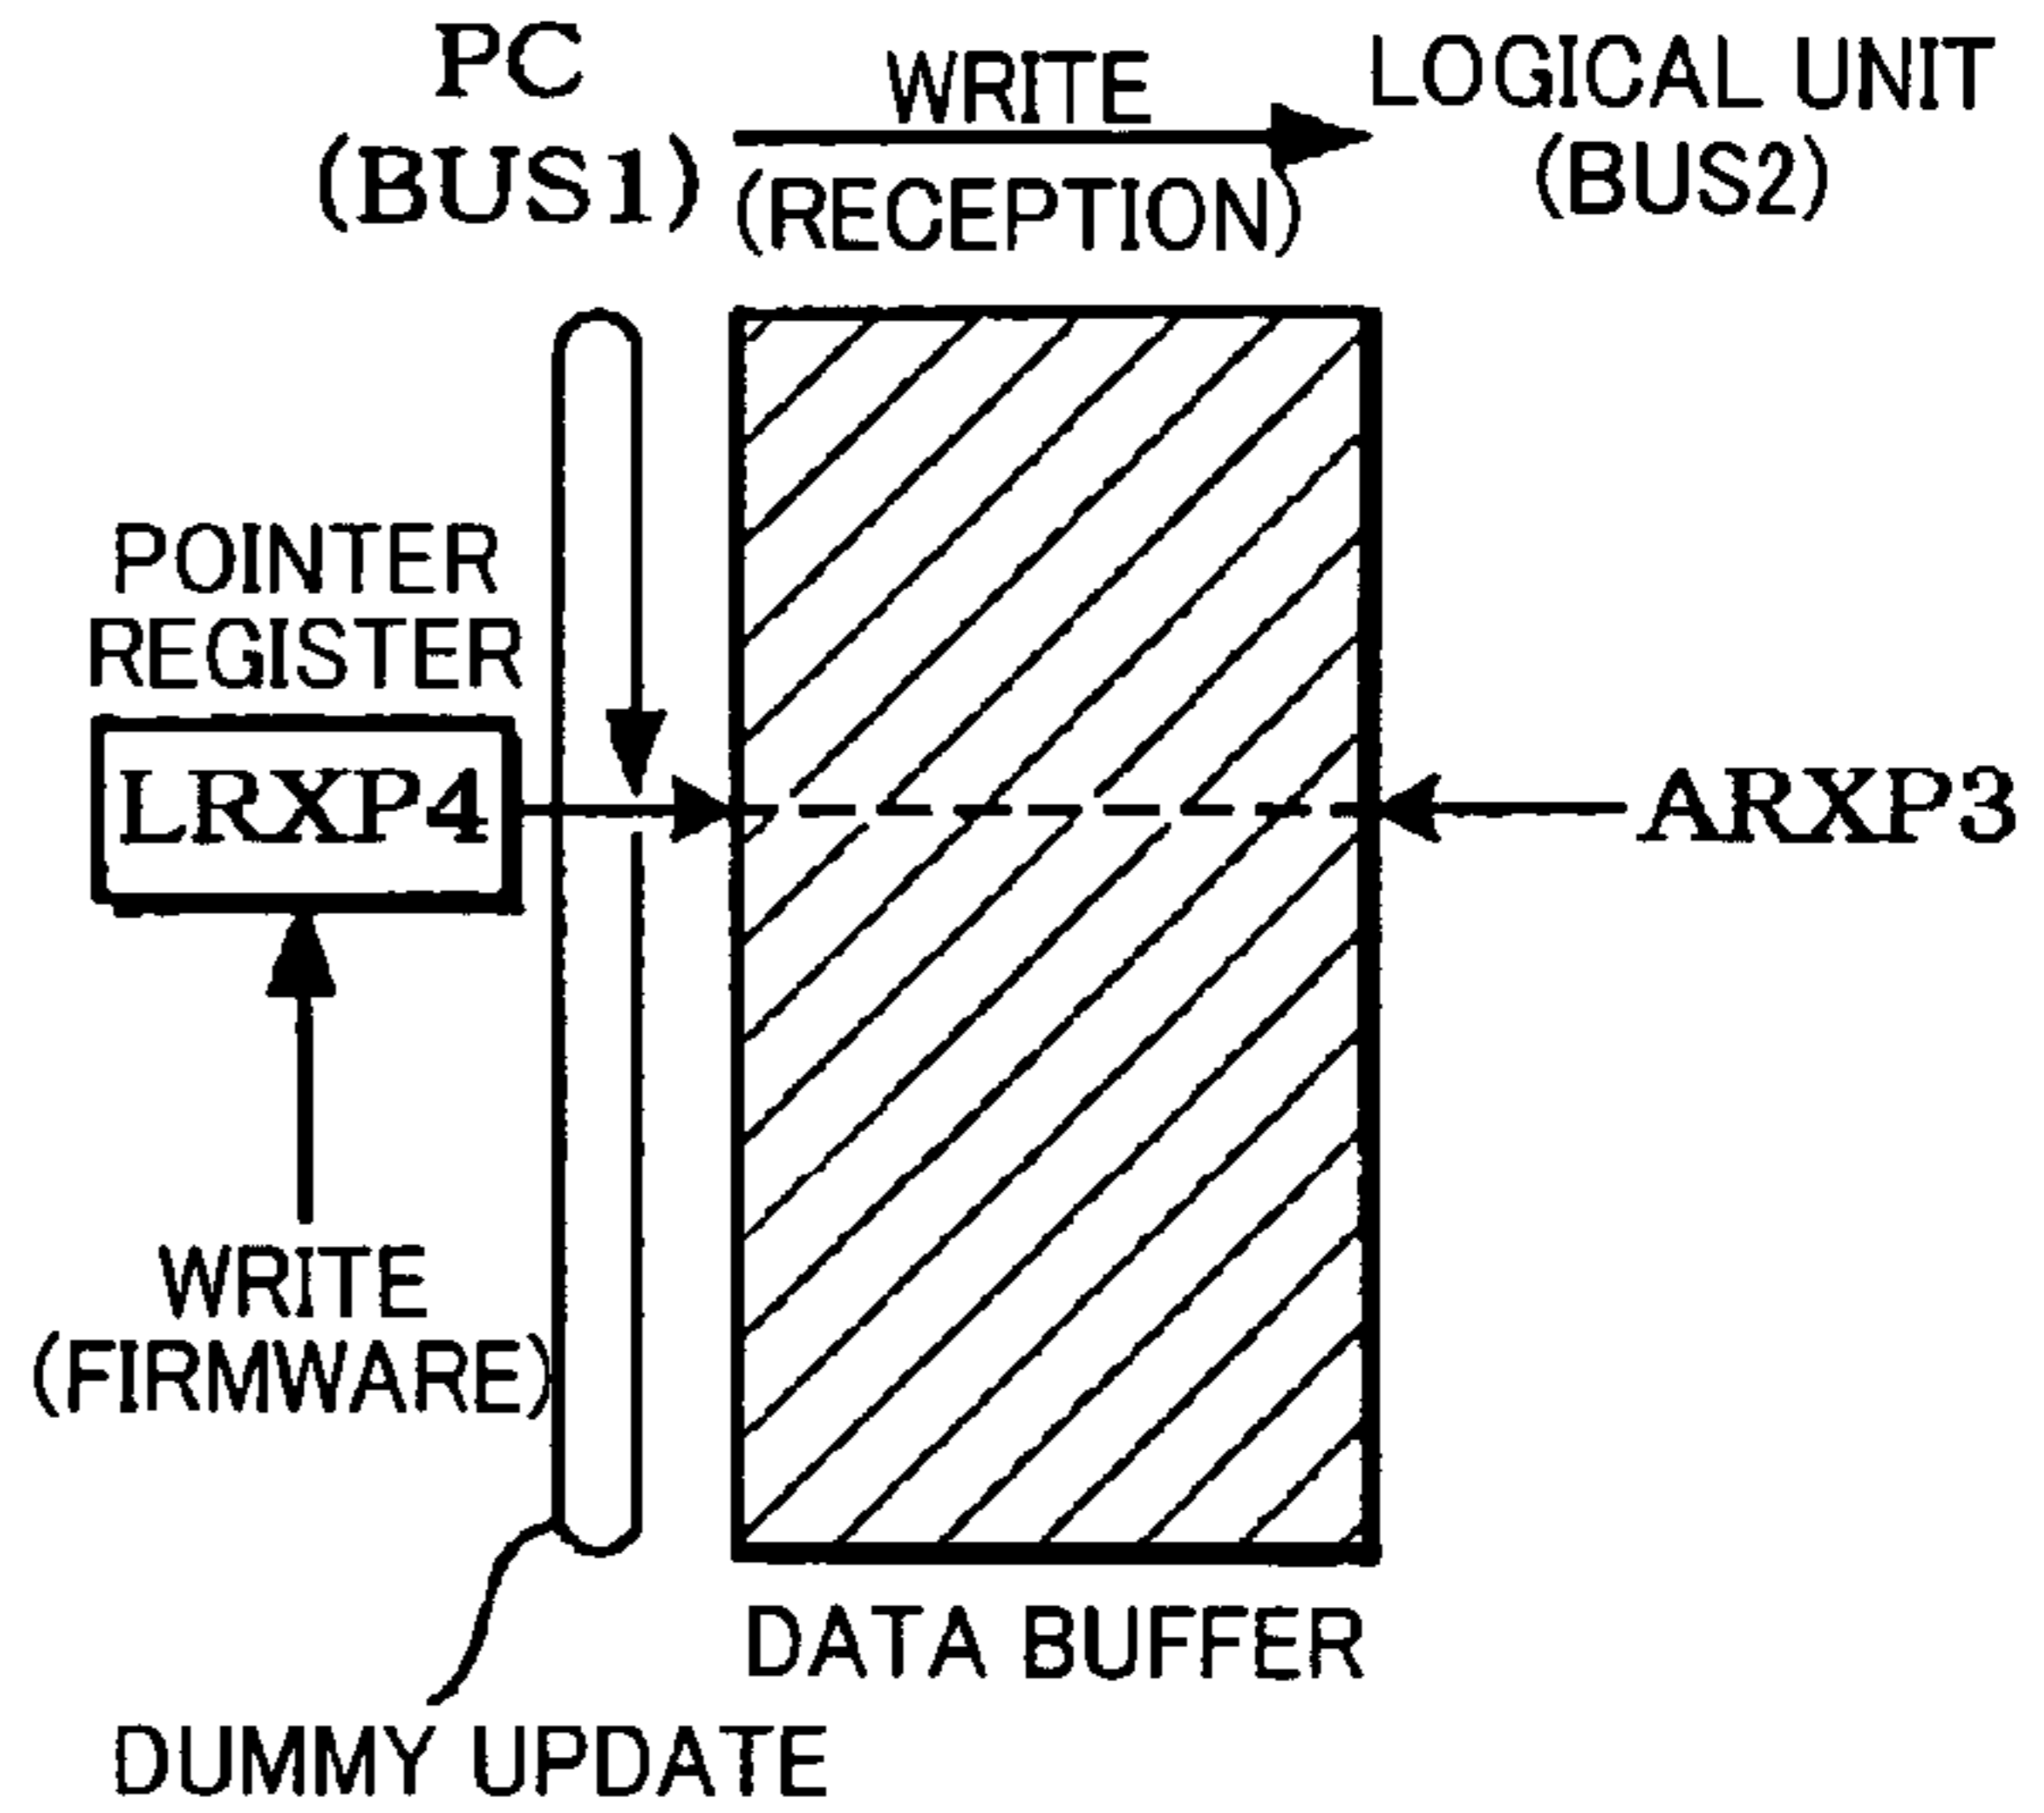 PC
(BUS1)
WRITE
(RECEPTION)
LOGICAL UNIT
(BUS2)
POINTER
REGISTER
LRXP4
ARXP3
WRITE
(FIRMWARE)
DATA BUFFER
DUMMY UPDATE